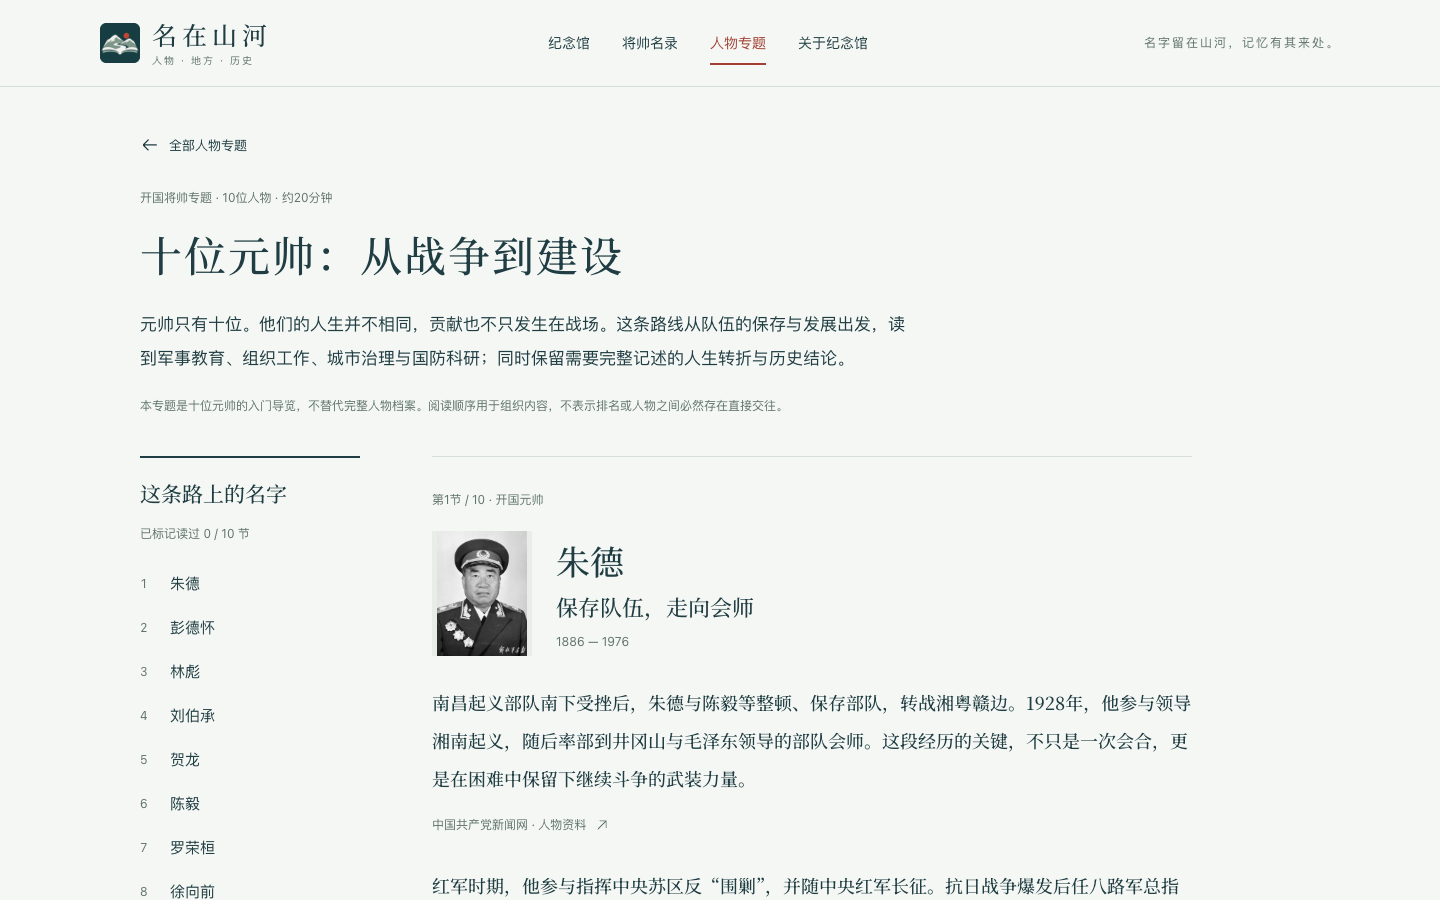 名在山河
人物 · 地方 · 历史
纪念馆
将帅名录
人物专题
关于纪念馆
名字留在山河，记忆有其来处。
全部人物专题
开国将帅专题 · 10位人物 · 约20分钟
十位元帅：从战争到建设
元帅只有十位。他们的人生并不相同，贡献也不只发生在战场。这条路线从队伍的保存与发展出发，读
到军事教育、组织工作、城市治理与国防科研；同时保留需要完整记述的人生转折与历史结论。
本专题是十位元帅的入门导览，不替代完整人物档案。阅读顺序用于组织内容，不表示排名或人物之间必然存在直接交往。
这条路上的名字
已标记读过 0 / 10 节
1 朱德
2 彭德怀
3 林彪
4 刘伯承
5 贺龙
6 陈毅
7 罗荣桓
8 徐向前
第1节 / 10 · 开国元帅
朱德
保存队伍，走向会师
1886 — 1976
南昌起义部队南下受挫后，朱德与陈毅等整顿、保存部队，转战湘粤赣边。1928年，他参与领导
湘南起义，随后率部到井冈山与毛泽东领导的部队会师。这段经历的关键，不只是一次会合，更
是在困难中保留下继续斗争的武装力量。
中国共产党新闻网 · 人物资料
红军时期，他参与指挥中央苏区反“围剿”，并随中央红军长征。抗日战争爆发后任八路军总指